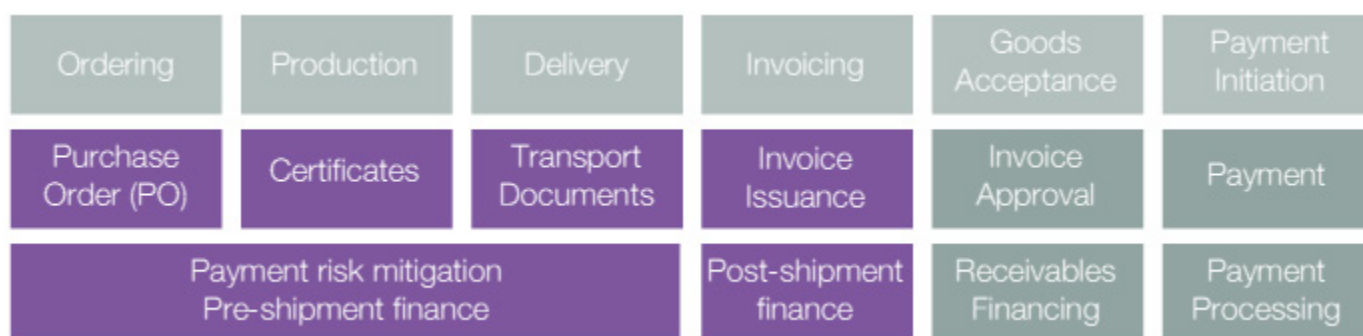 Ordering
Production
Delivery
Invoicing
Goods
Acceptance
Payment
Initiation
Purchase
Order (PO)
Certificates
Transport
Documents
Invoice
Issuance
Invoice
Approval
Payment
Payment risk mitigation
Pre-shipment finance
Post-shipment
finance
Receivables
Financing
Payment
Processing